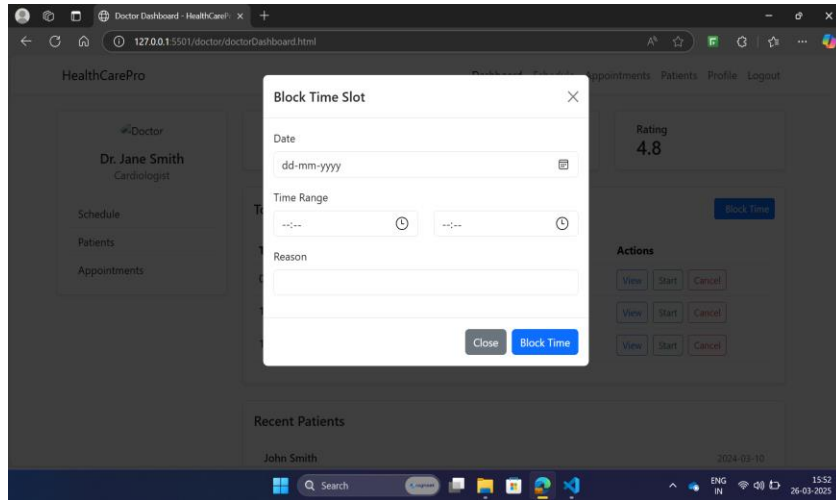 Doctor Dashboard - HealthCareP
127.0.0.1:5501/doctor/doctorDashboard.html
HealthCarePro
Dashboard Schedule Appointments Patients Profile Logout
Doctor
Dr. Jane Smith
Cardiologist
Schedule
Patients
Appointments
Block Time Slot
Date
dd-mm-yyyy
Time Range
--:-- --:--
Reason
Close Block Time
Rating
4.8
Block Time
Actions
View Start Cancel
View Start Cancel
View Start Cancel
Recent Patients
John Smith 2024-03-10
Search
ENG
IN
15:52
26-03-2025